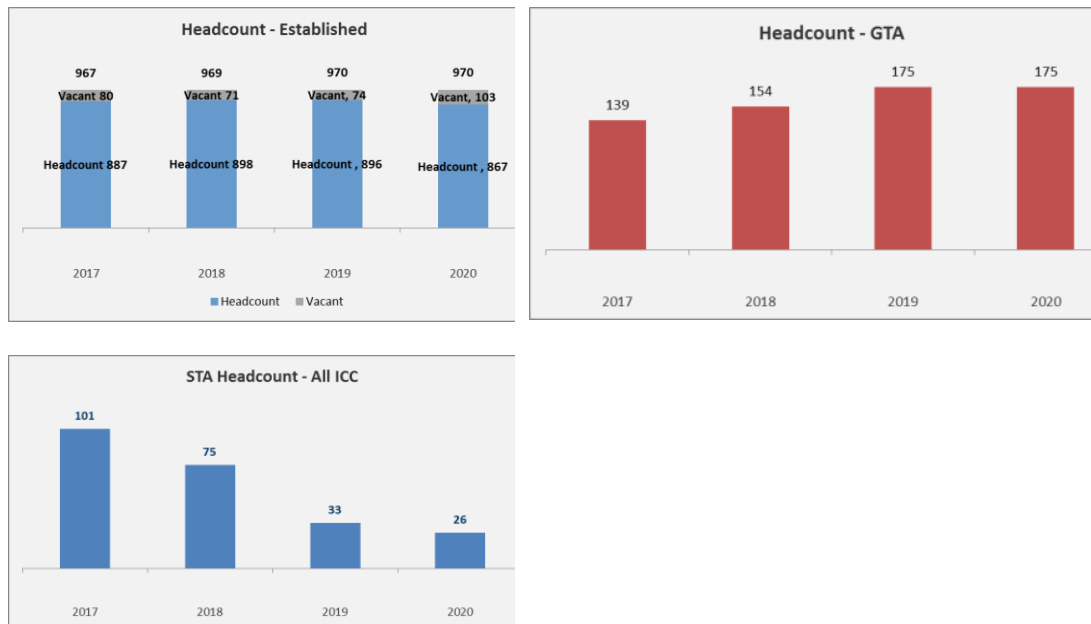 Headcount - Established
967 969 970 970
Vacant 80 Vacant 71 Vacant, 74 Vacant, 103
Headcount 887 Headcount 898 Headcount , 896 Headcount , 867
2017 2018 2019 2020
Headcount Vacant
Headcount - GTA
139 154 175 175
2017 2018 2019 2020
STA Headcount - All ICC
101 75 33 26
2017 2018 2019 2020